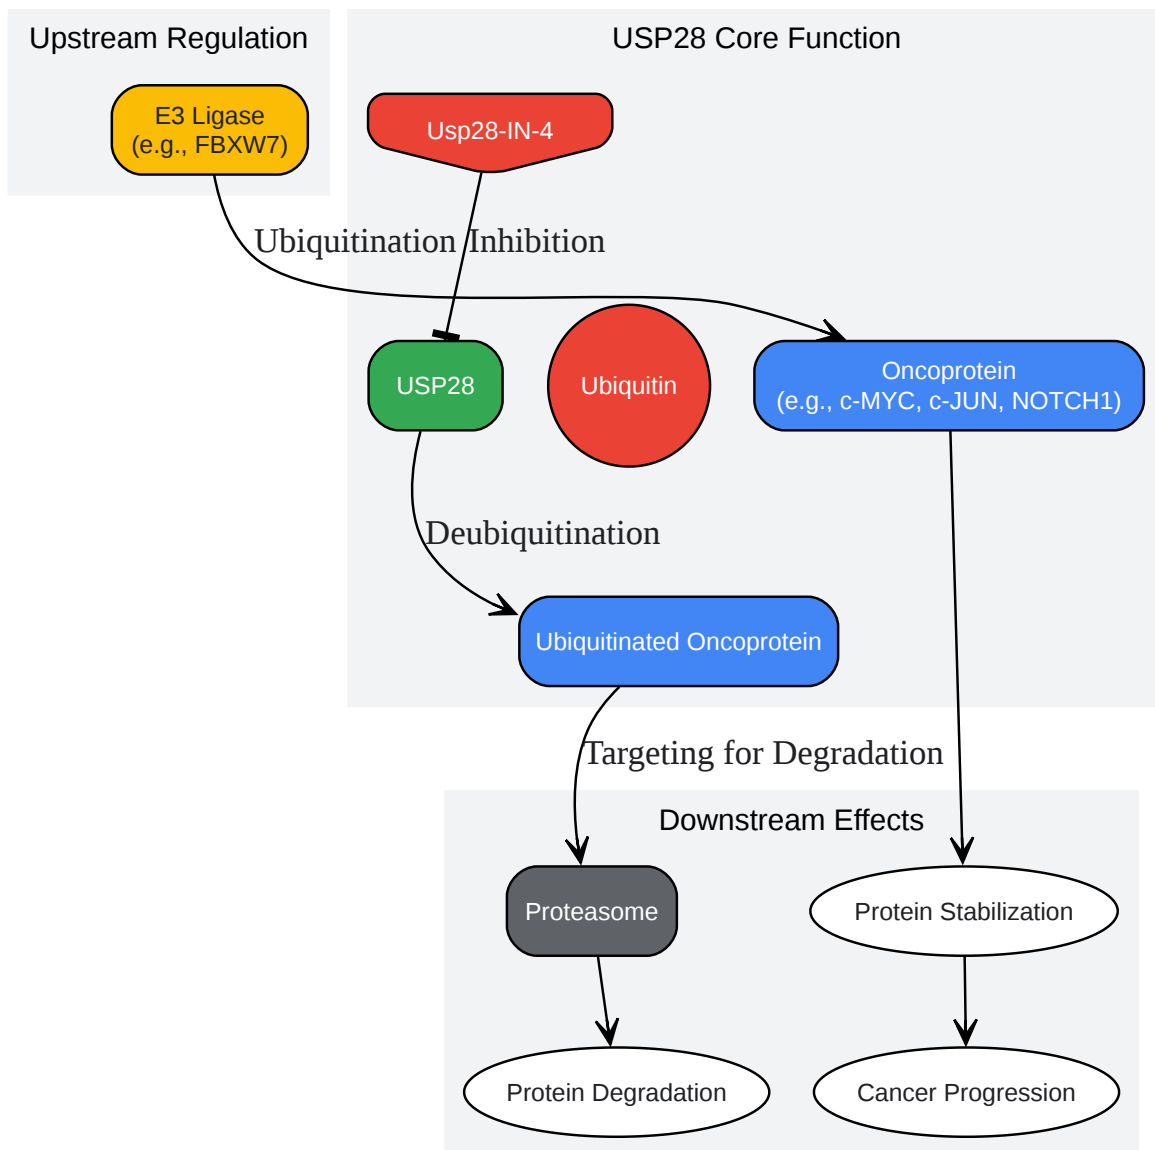 Upstream Regulation
USP28 Core Function
E3 Ligase
(e.g., FBXW7)
Usp28-IN-4
Ubiquitination
Inhibition
USP28
Ubiquitin
Oncoprotein
(e.g., c-MYC, c-JUN, NOTCH1)
Deubiquitination
Ubiquitinated Oncoprotein
Targeting for Degradation
Downstream Effects
Proteasome
Protein Stabilization
Protein Degradation
Cancer Progression